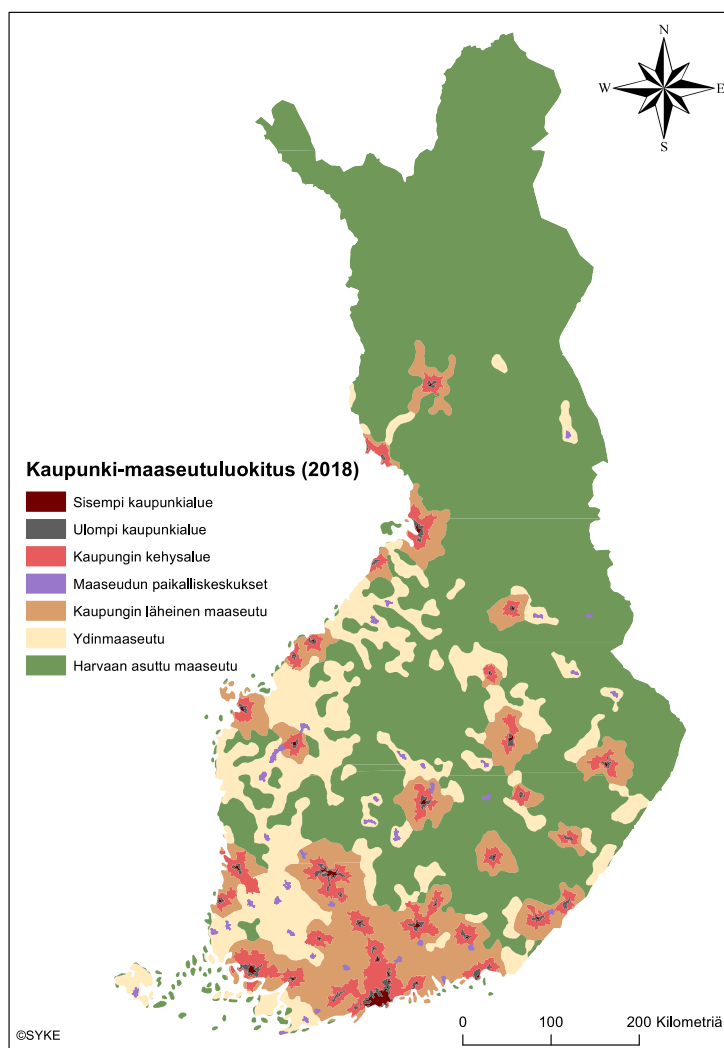 N
W E
S
Kaupunki-maaseutuluokitus (2018)
Sisempi kaupunkialue
Ulompi kaupunkialue
Kaupungin kehysalue
Maaseudun paikalliskeskukset
Kaupungin läheinen maaseutu
Ydinmaaseutu
Harvaan asuttu maaseutu
0 100 200 Kilometriä
©SYKE